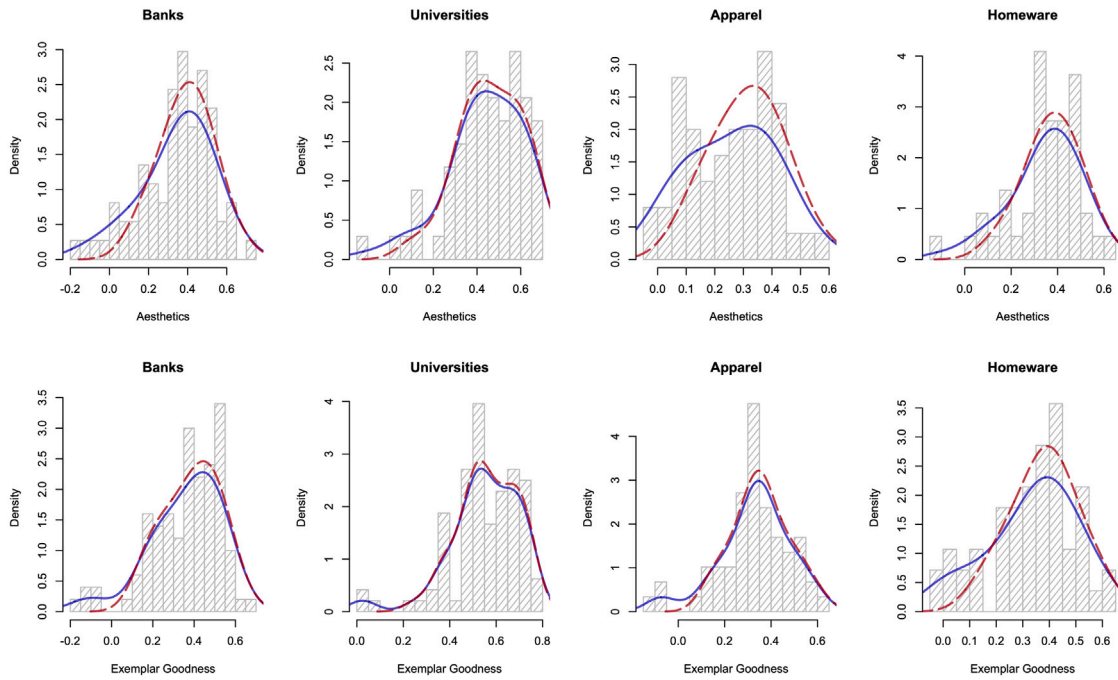 Banks
Universities
Apparel
Homeware
Density
0.0 0.5 1.0 1.5 2.0 2.5 3.0
-0.2 0.0 0.2 0.4 0.6
Aesthetics
Density
0.0 0.5 1.0 1.5 2.0 2.5
0.0 0.2 0.4 0.6
Aesthetics
Density
0.0 0.5 1.0 1.5 2.0 2.5 3.0
0.0 0.1 0.2 0.3 0.4 0.5 0.6
Aesthetics
Density
0 1 2 3 4
0.0 0.2 0.4 0.6
Aesthetics
Banks
Universities
Apparel
Homeware
Density
0.0 0.5 1.0 1.5 2.0 2.5 3.0 3.5
-0.2 0.0 0.2 0.4 0.6
Exemplar Goodness
Density
0 1 2 3 4
0.0 0.2 0.4 0.6 0.8
Exemplar Goodness
Density
0 1 2 3 4
0.0 0.2 0.4 0.6
Exemplar Goodness
Density
0.0 0.5 1.0 1.5 2.0 2.5 3.0 3.5
0.0 0.1 0.2 0.3 0.4 0.5 0.6
Exemplar Goodness